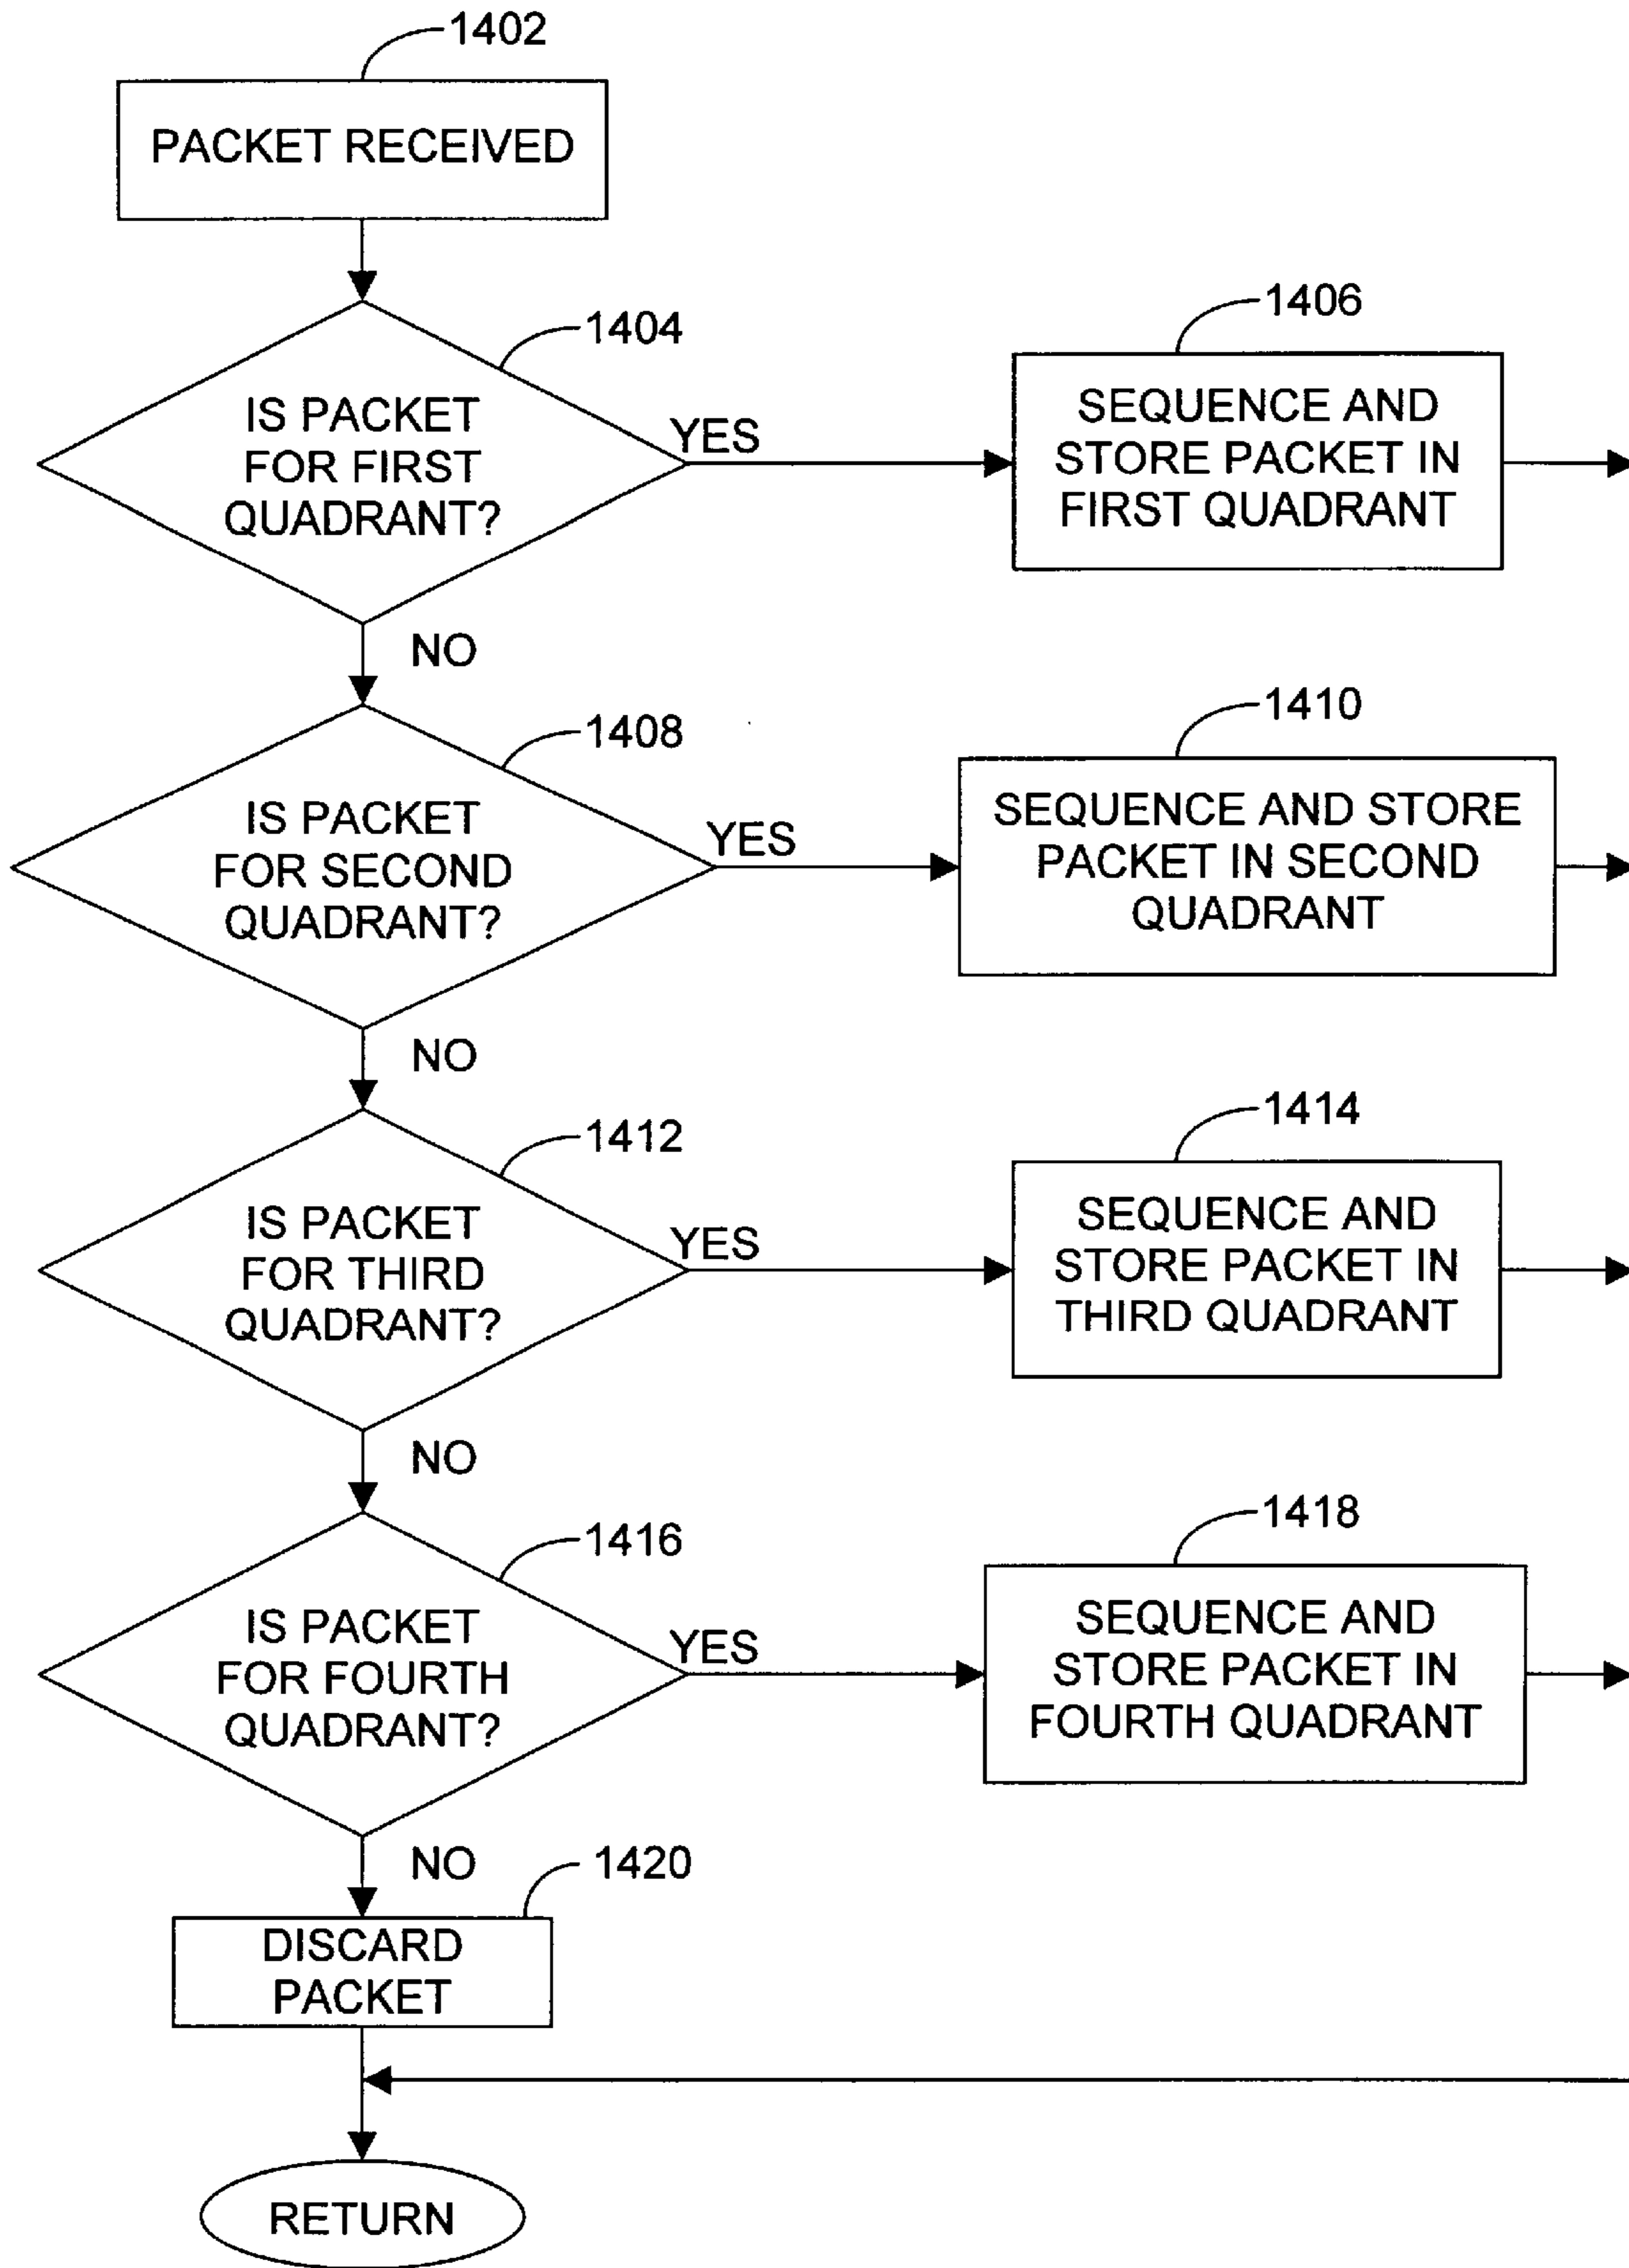 1402
PACKET RECEIVED
1404
IS PACKET
FOR FIRST
QUADRANT?
YES
1406
SEQUENCE AND
STORE PACKET IN
FIRST QUADRANT
NO
1408
IS PACKET
FOR SECOND
QUADRANT?
YES
1410
SEQUENCE AND STORE
PACKET IN SECOND
QUADRANT
NO
1412
IS PACKET
FOR THIRD
QUADRANT?
YES
1414
SEQUENCE AND
STORE PACKET IN
THIRD QUADRANT
NO
1416
IS PACKET
FOR FOURTH
QUADRANT?
YES
1418
SEQUENCE AND
STORE PACKET IN
FOURTH QUADRANT
NO
1420
DISCARD
PACKET
RETURN